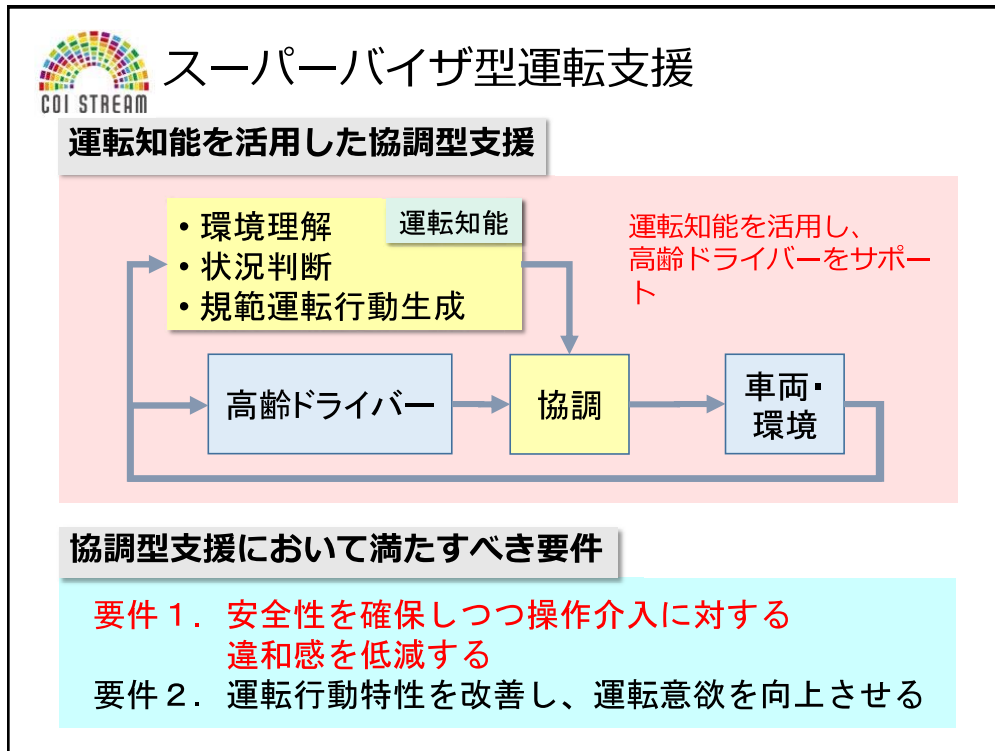 COI STREAM
スーパーバイザ型運転支援
運転知能を活用した協調型支援
・環境理解
運転知能
・状況判断
・規範運転行動生成
運転知能を活用し、
高齢ドライバーをサポー
ト
高齢ドライバー
協調
車両・
環境
協調型支援において満たすべき要件
要件１．安全性を確保しつつ操作介入に対する
違和感を低減する
要件２．運転行動特性を改善し、運転意欲を向上させる